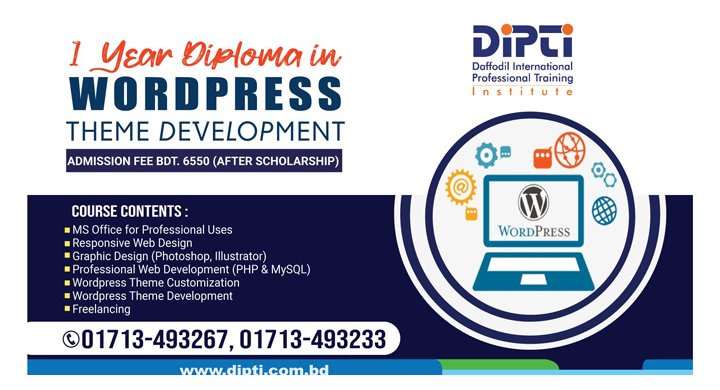 1 Year Diploma in
WORDPRESS
THEME DEVELOPMENT
ADMISSION FEE BDT. 6550 (AFTER SCHOLARSHIP)
DIPTI
Daffodil International
Professional Training
Institute
COURSE CONTENTS :
MS Office for Professional Uses
Responsive Web Design
Graphic Design (Photoshop, Illustrator)
Professional Web Development (PHP & MySQL)
Wordpress Theme Customization
Wordpress Theme Development
Freelancing
WORDPRESS
01713-493267, 01713-493233
www.dipti.com.bd